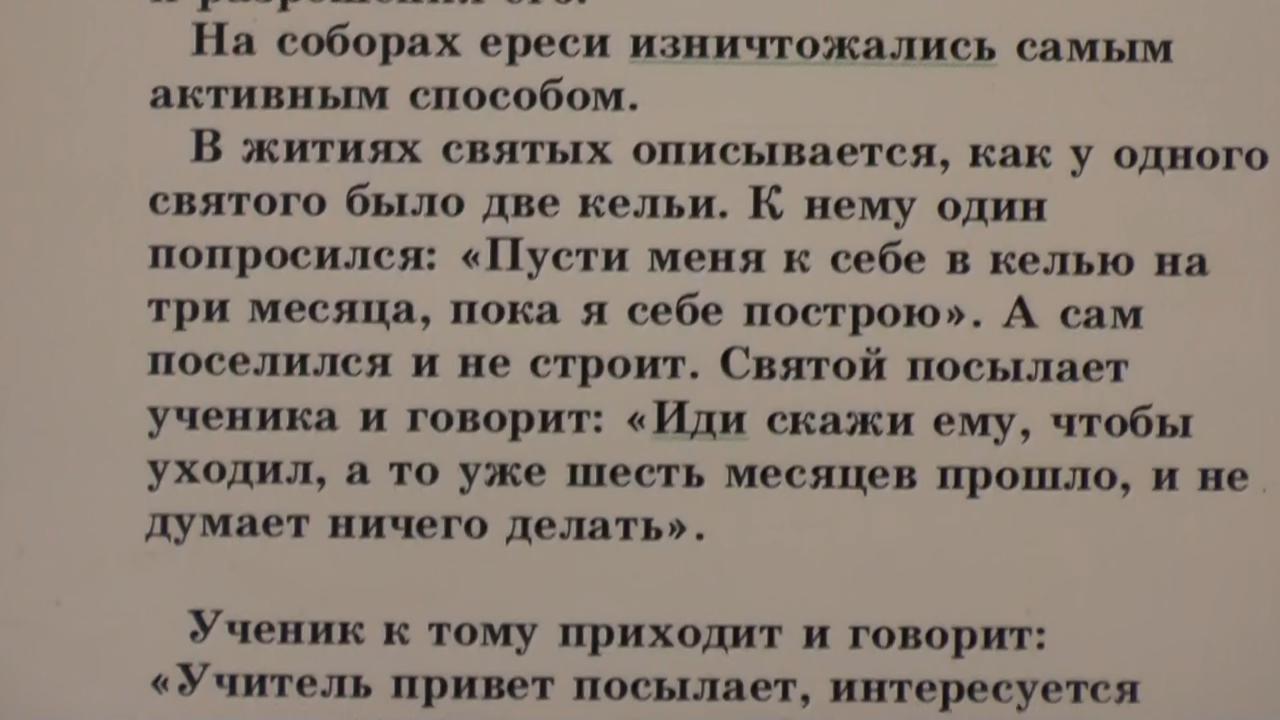 и разрешения его.
На соборах ереси изничтожались самым
активным способом.
В житиях святых описывается, как у одного
святого было две кельи. К нему один
попросился: «Пусти меня к себе в келью на
три месяца, пока я себе построю». А сам
поселился и не строит. Святой посылает
ученика и говорит: «Иди скажи ему, чтобы
уходил, а то уже шесть месяцев прошло, и не
думает ничего делать».
Ученик к тому приходит и говорит:
«Учитель привет посылает, интересуется